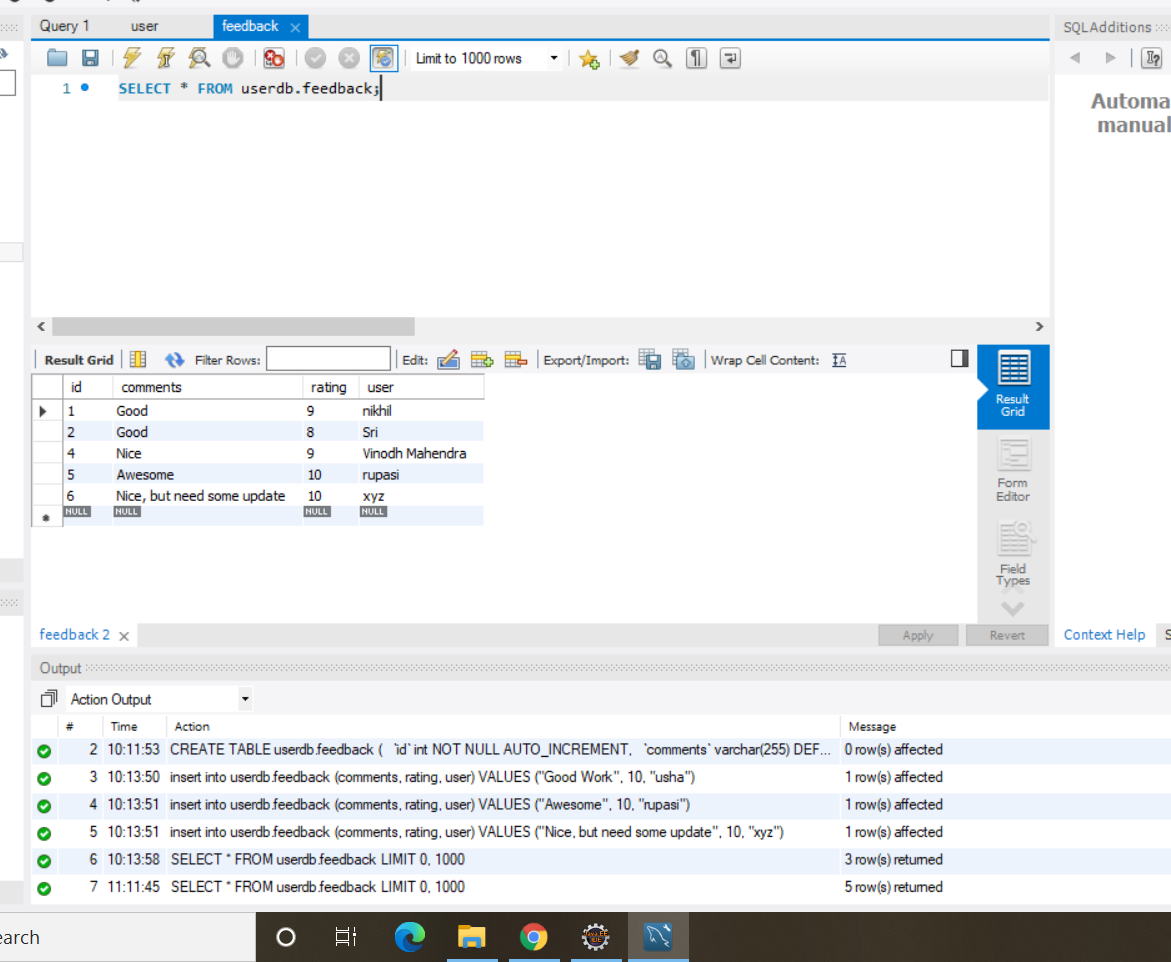 Query 1 user feedback
SQLAdditions
Limit to 1000 rows
1 SELECT * FROM userdb.feedback;
Automa
manual
Result Grid Filter Rows: Edit: Export/Import: Wrap Cell Content: IA
id comments rating user
1 Good 9 nikhil
2 Good 8 Sri
4 Nice 9 Vinodh Mahendra
5 Awesome 10 rupasi
6 Nice, but need some update 10 xyz
NULL NULL NULL NULL
Result
Grid
Form
Editor
Field
Types
feedback 2 Apply Revert Context Help S
Output
Action Output
# Time Action Message
2 10:11:53 CREATE TABLE userdb.feedback ( `id` int NOT NULL AUTO_INCREMENT, `comments` varchar(255) DEF... 0 row(s) affected
3 10:13:50 insert into userdb.feedback (comments, rating, user) VALUES ("Good Work", 10, "usha") 1 row(s) affected
4 10:13:51 insert into userdb.feedback (comments, rating, user) VALUES ("Awesome", 10, "rupasi") 1 row(s) affected
5 10:13:51 insert into userdb.feedback (comments, rating, user) VALUES ("Nice, but need some update", 10, "xyz") 1 row(s) affected
6 10:13:58 SELECT * FROM userdb.feedback LIMIT 0, 1000 3 row(s) returned
7 11:11:45 SELECT * FROM userdb.feedback LIMIT 0, 1000 5 row(s) returned
earch